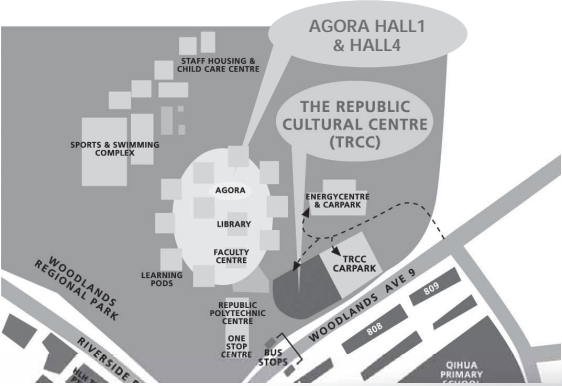 AGORA HALL1
& HALL4
STAFF HOUSING &
CHILD CARE CENTRE
THE REPUBLIC
CULTURAL CENTRE
(TRCC)
SPORTS & SWIMMING
COMPLEX
AGORA
ENERGYCENTRE
& CARPARK
LIBRARY
FACULTY
CENTRE
TRCC
CARPARK
LEARNING
PODS
WOODLANDS
REGIONAL PARK
REPUBLIC
POLYTECHNIC
CENTRE
ONE
STOP
CENTRE
BUS
STOPS
WOODLANDS AVE 9
809
808
RIVERSIDE
QIHUA
PRIMARY
SCHOOL